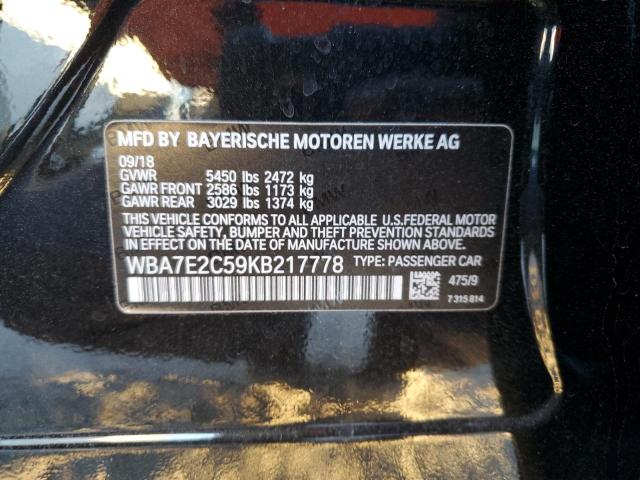 MFD BY BAYERISCHE MOTOREN WERKE AG
09/18
GVWR 5450 lbs 2472 kg
GAWR FRONT 2586 lbs 1173 kg
GAWR REAR 3029 lbs 1374 kg
THIS VEHICLE CONFORMS TO ALL APPLICABLE U.S.FEDERAL MOTOR
VEHICLE SAFETY, BUMPER AND THEFT PREVENTION STANDARDS
IN EFFECT ON THE DATE OF MANUFACTURE SHOWN ABOVE.
WBA7E2C59KB217778 TYPE: PASSENGER CAR
475/9
7 315 814